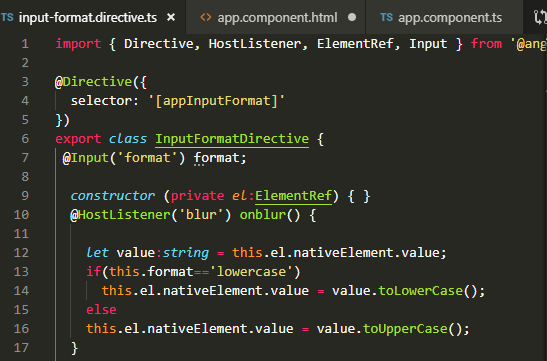 TS input-format.directive.ts × <> app.component.html ● TS app.component.ts
1 import { Directive, HostListener, ElementRef, Input } from '@ang
2
3 @Directive({
4   selector: '[appInputFormat]'
5 })
6 export class InputFormatDirective {
7  @Input('format') format;
8
9   constructor (private el:ElementRef) { }
10   @HostListener('blur') onblur() {
11
12     let value:string = this.el.nativeElement.value;
13     if(this.format=='lowercase')
14       this.el.nativeElement.value = value.toLowerCase();
15     else
16     this.el.nativeElement.value = value.toUpperCase();
17   }